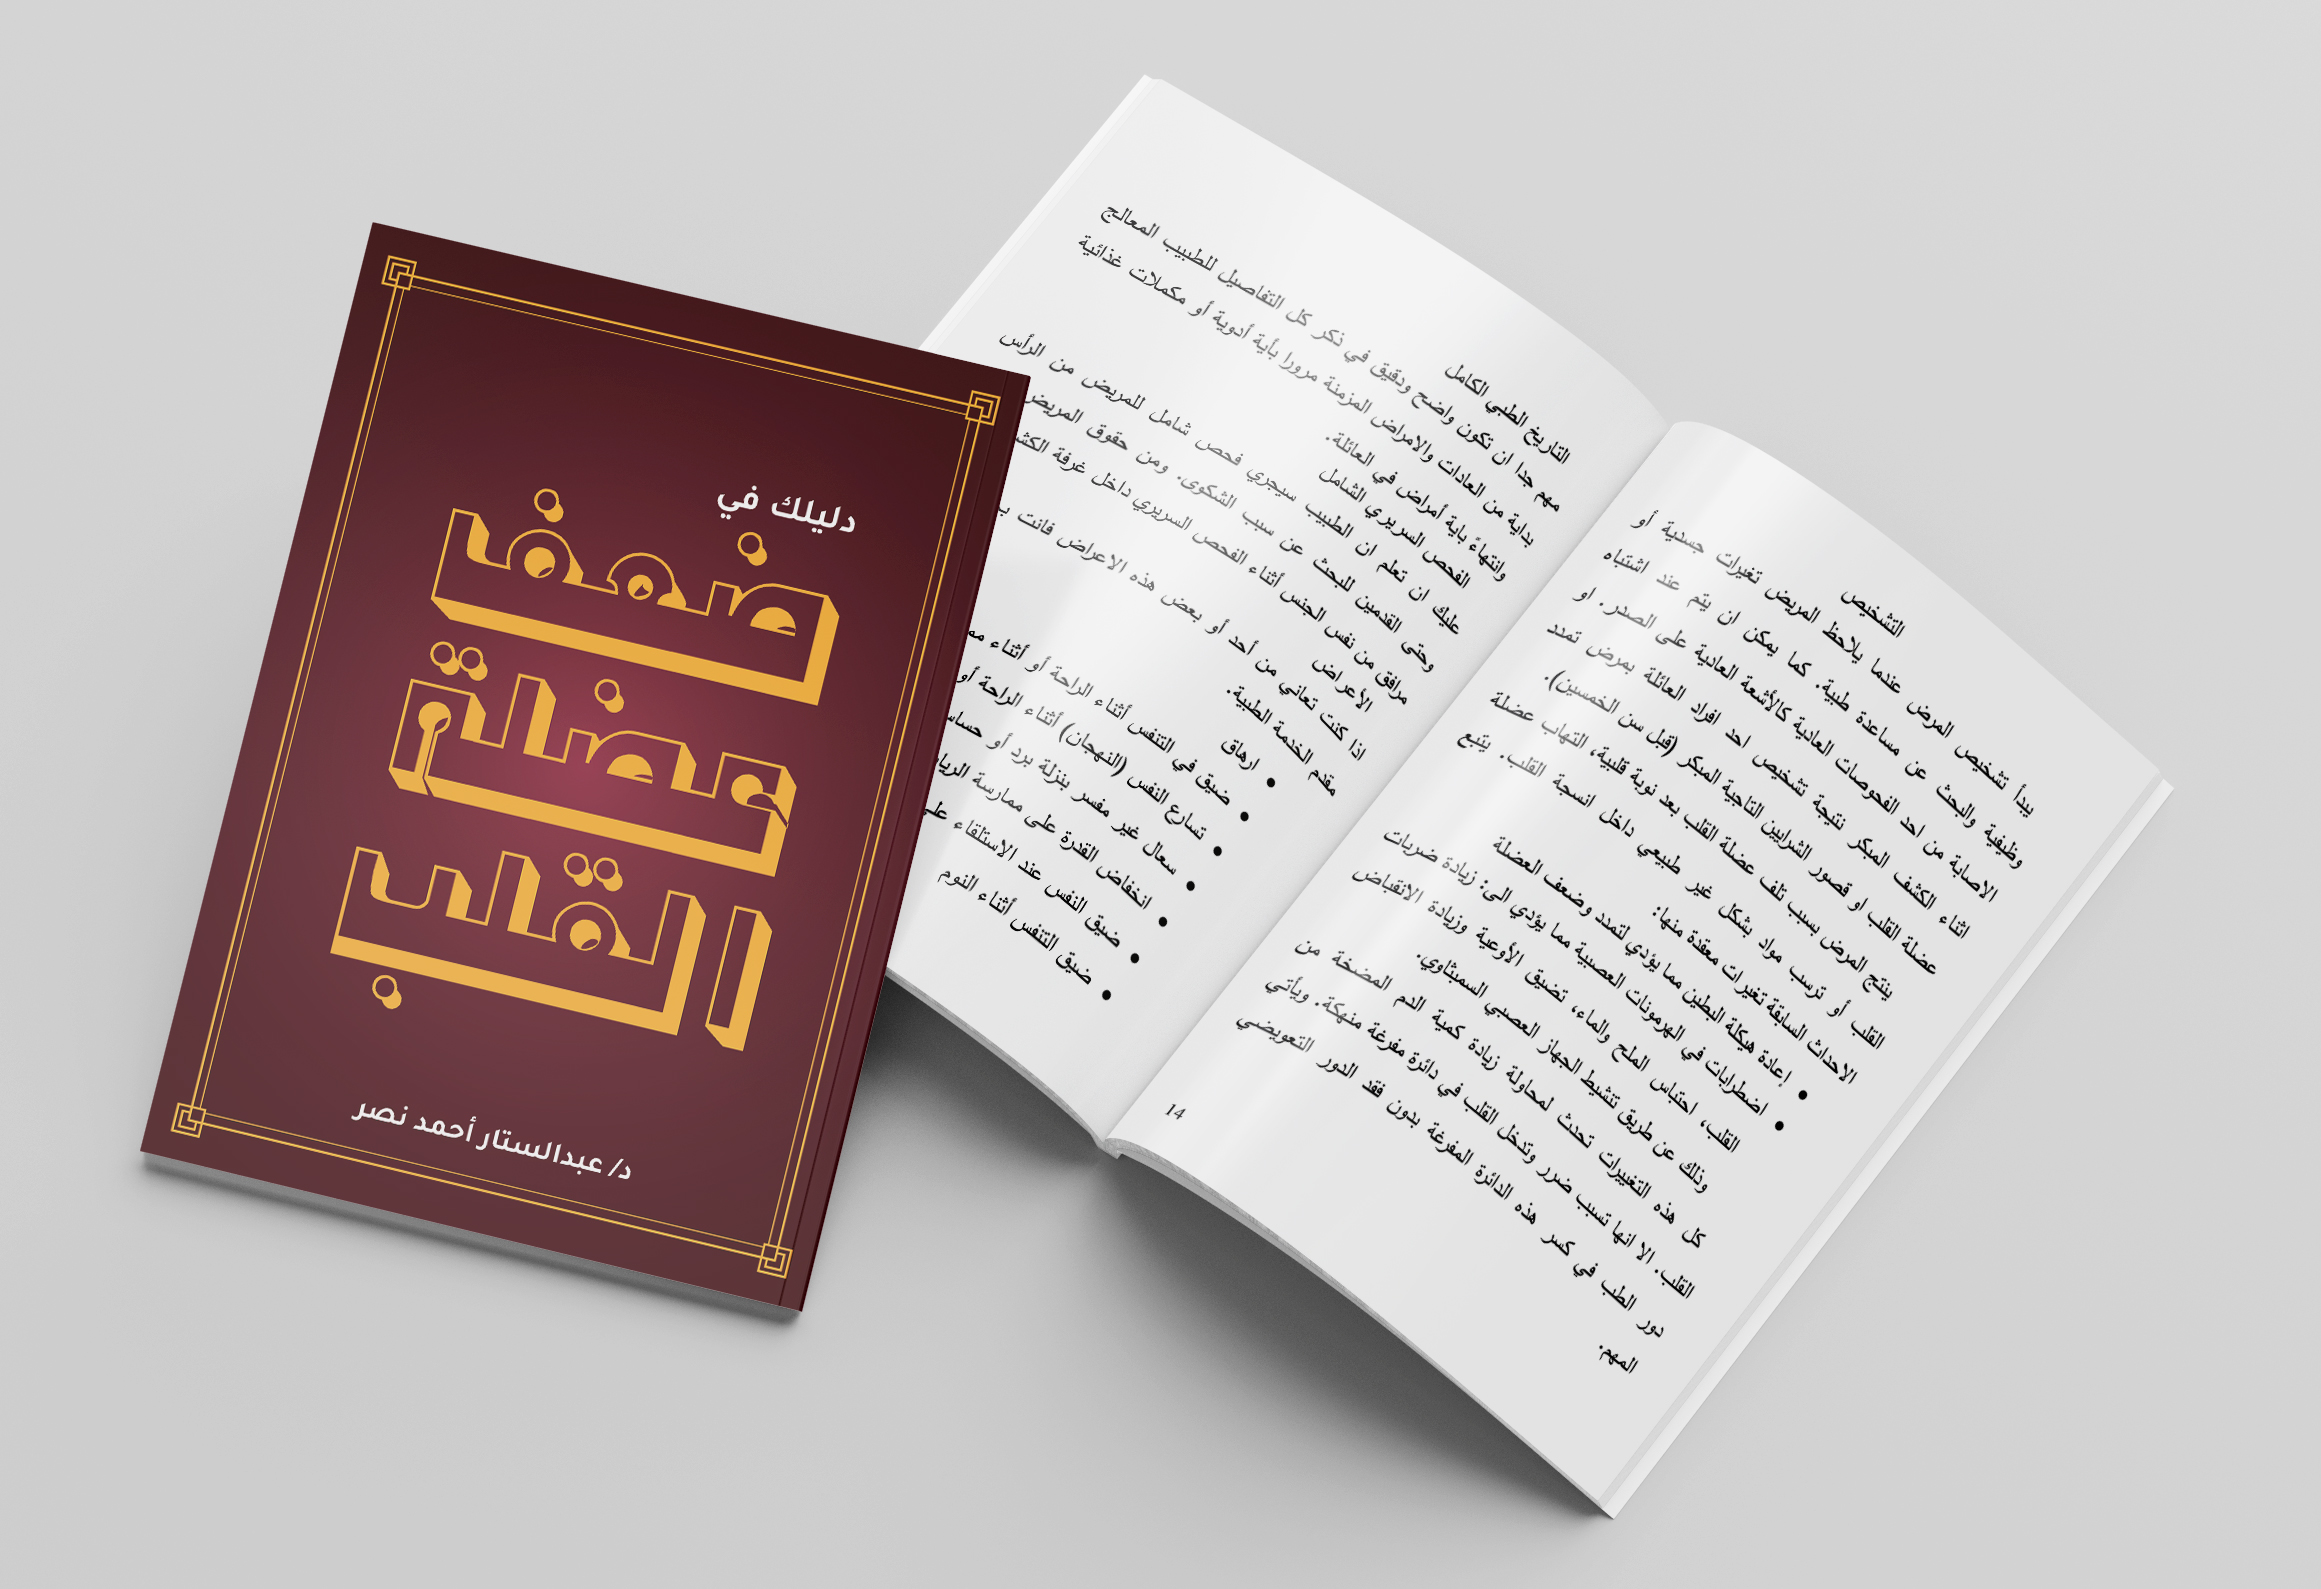 دليلك في
ضعف
عضلة
القلب
د/ عبدالستار أحمد نصر
التشخيص
يبدأ تشخيص المرض عندما يلاحظ المريض تغيرات جسدية أو
وظيفية والبحث عن مساعدة طبية. كما يمكن ان يتم عند اشتباه
الاصابة من احد الفحوصات العادية كالأشعة العادية على الصدر. او
اثناء الكشف المبكر نتيجة تشخيص احد افراد العائلة بمرض تمدد
عضلة القلب او قصور الشرايين التاجية المبكر (قبل سن الخمسين).
ينتج المرض بسبب تلف عضلة القلب بعد نوبة قلبية، التهاب عضلة
القلب أو ترسب مواد بشكل غير طبيعي داخل انسجة القلب. يتبع
الاحداث السابقة تغيرات معقدة منها:
• إعادة هيكلة البطين مما يؤدي لتمدد وضعف العضلة
• اضطرابات في الهرمونات العصبية مما يؤدي الى: زيادة ضربات
القلب، احتباس الملح والماء، تضيق الأوعية وزيادة الانقباض
وذلك عن طريق تنشيط الجهاز العصبي السمبثاوي.
كل هذه التغييرات تحدث لمحاولة زيادة كمية الدم المضخة من
القلب. الا انها تسبب ضرر وتدخل القلب في دائرة مفرغة منهكة. ويأتي
دور الطب في كسر هذه الدائرة المفرغة بدون فقد الدور التعويضي
المهم.
14
التاريخ الطبي الكامل
مهم جدا ان تكون واضح ودقيق في ذكر كل التفاصيل للطبيب المعالج
بداية من العادات والامراض المزمنة مرورا بأية أدوية أو مكملات غذائية
وانتهاءً باية أمراض في العائلة.
الفحص السريري الشامل
عليك ان تعلم ان الطبيب سيجري فحص شامل للمريض من الرأس
وحتى القدمين للبحث عن سبب الشكوى. ومن حقوق المريض
مرافق من نفس الجنس أثناء الفحص السريري داخل غرفة
الأعراض
اذا كنت تعاني من أحد أو بعض هذه الاعراض فانت
مقدم الخدمة الطبية.
• ارهاق
• ضيق في التنفس أثناء الراحة أو أثناء
• تسارع النفس (النهجان) أثناء الراحة أو
• سعال غير مفسر بنزلة برد أو
• انخفاض القدرة على ممارسة
• ضيق النفس عند الاستلقاء
• ضيق التنفس أثناء النوم